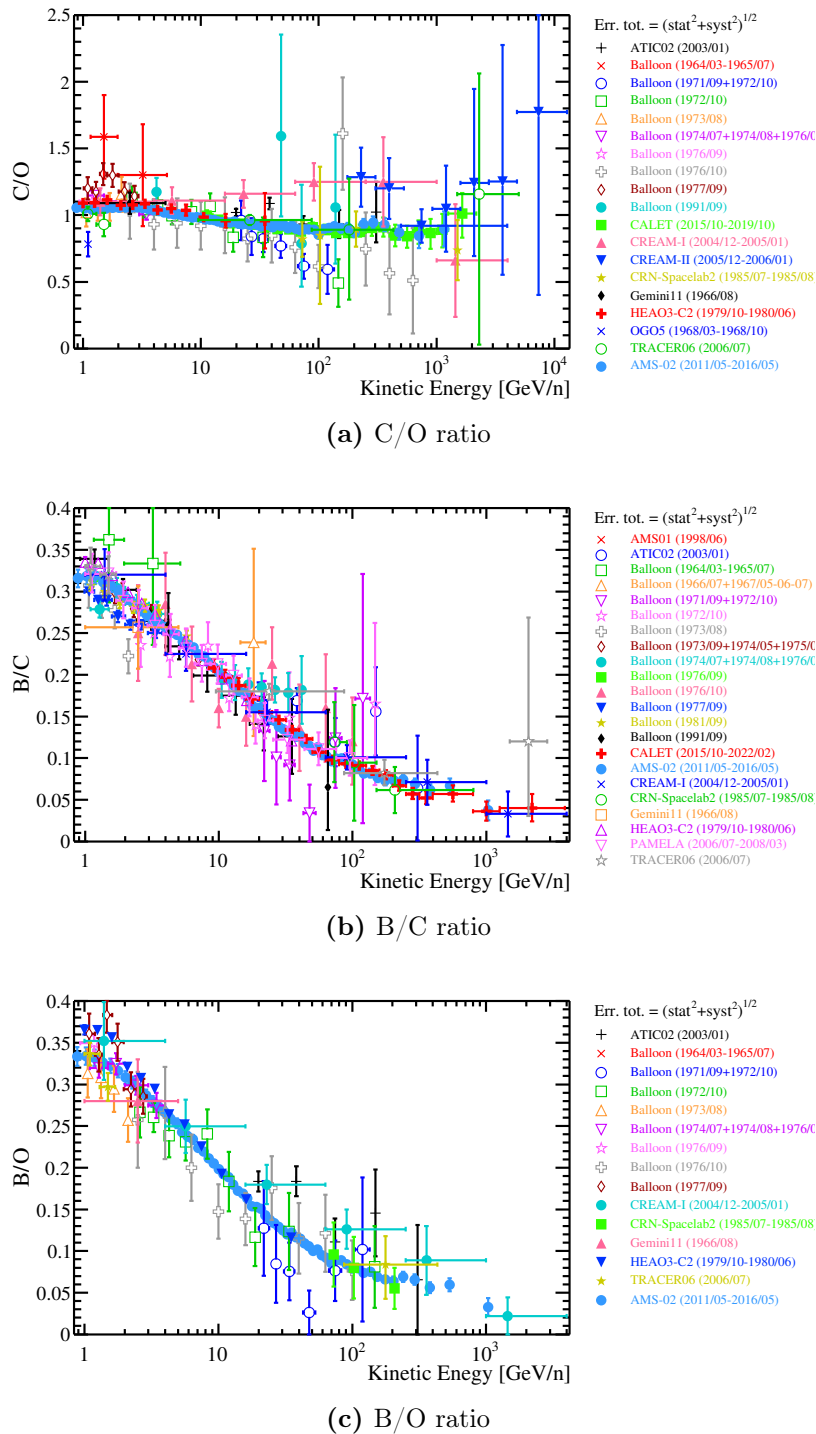 Err. tot. = (stat²+syst²)^1/2
ATIC02 (2003/01)
Balloon (1964/03-1965/07)
Balloon (1971/09+1972/10)
Balloon (1972/10)
Balloon (1973/08)
Balloon (1974/07+1974/08+1976/0
Balloon (1976/09)
Balloon (1976/10)
Balloon (1977/09)
Balloon (1991/09)
CALET (2015/10-2019/10)
CREAM-I (2004/12-2005/01)
CREAM-II (2005/12-2006/01)
CRN-Spacelab2 (1985/07-1985/08)
Gemini11 (1966/08)
HEAO3-C2 (1979/10-1980/06)
OGO5 (1968/03-1968/10)
TRACER06 (2006/07)
AMS-02 (2011/05-2016/05)
C/O
2.5
2
1.5
1
0.5
0
1 10 10² 10³ 10⁴
Kinetic Energy [GeV/n]
(a) C/O ratio
Err. tot. = (stat²+syst²)^1/2
AMS01 (1998/06)
ATIC02 (2003/01)
Balloon (1964/03-1965/07)
Balloon (1966/07+1967/05-06-07)
Balloon (1971/09+1972/10)
Balloon (1972/10)
Balloon (1973/08)
Balloon (1973/09+1974/05+1975/0
Balloon (1974/07+1974/08+1976/0
Balloon (1976/09)
Balloon (1976/10)
Balloon (1977/09)
Balloon (1981/09)
Balloon (1991/09)
CALET (2015/10-2022/02)
AMS-02 (2011/05-2016/05)
CREAM-I (2004/12-2005/01)
CRN-Spacelab2 (1985/07-1985/08)
Gemini11 (1966/08)
HEAO3-C2 (1979/10-1980/06)
PAMELA (2006/07-2008/03)
TRACER06 (2006/07)
B/C
0.4
0.35
0.3
0.25
0.2
0.15
0.1
0.05
0
1 10 10² 10³
Kinetic Energy [GeV/n]
(b) B/C ratio
Err. tot. = (stat²+syst²)^1/2
ATIC02 (2003/01)
Balloon (1964/03-1965/07)
Balloon (1971/09+1972/10)
Balloon (1972/10)
Balloon (1973/08)
Balloon (1974/07+1974/08+1976/0
Balloon (1976/09)
Balloon (1976/10)
Balloon (1977/09)
CREAM-I (2004/12-2005/01)
CRN-Spacelab2 (1985/07-1985/08)
Gemini11 (1966/08)
HEAO3-C2 (1979/10-1980/06)
TRACER06 (2006/07)
AMS-02 (2011/05-2016/05)
B/O
0.4
0.35
0.3
0.25
0.2
0.15
0.1
0.05
0
1 10 10² 10³
Kinetic Energy [GeV/n]
(c) B/O ratio